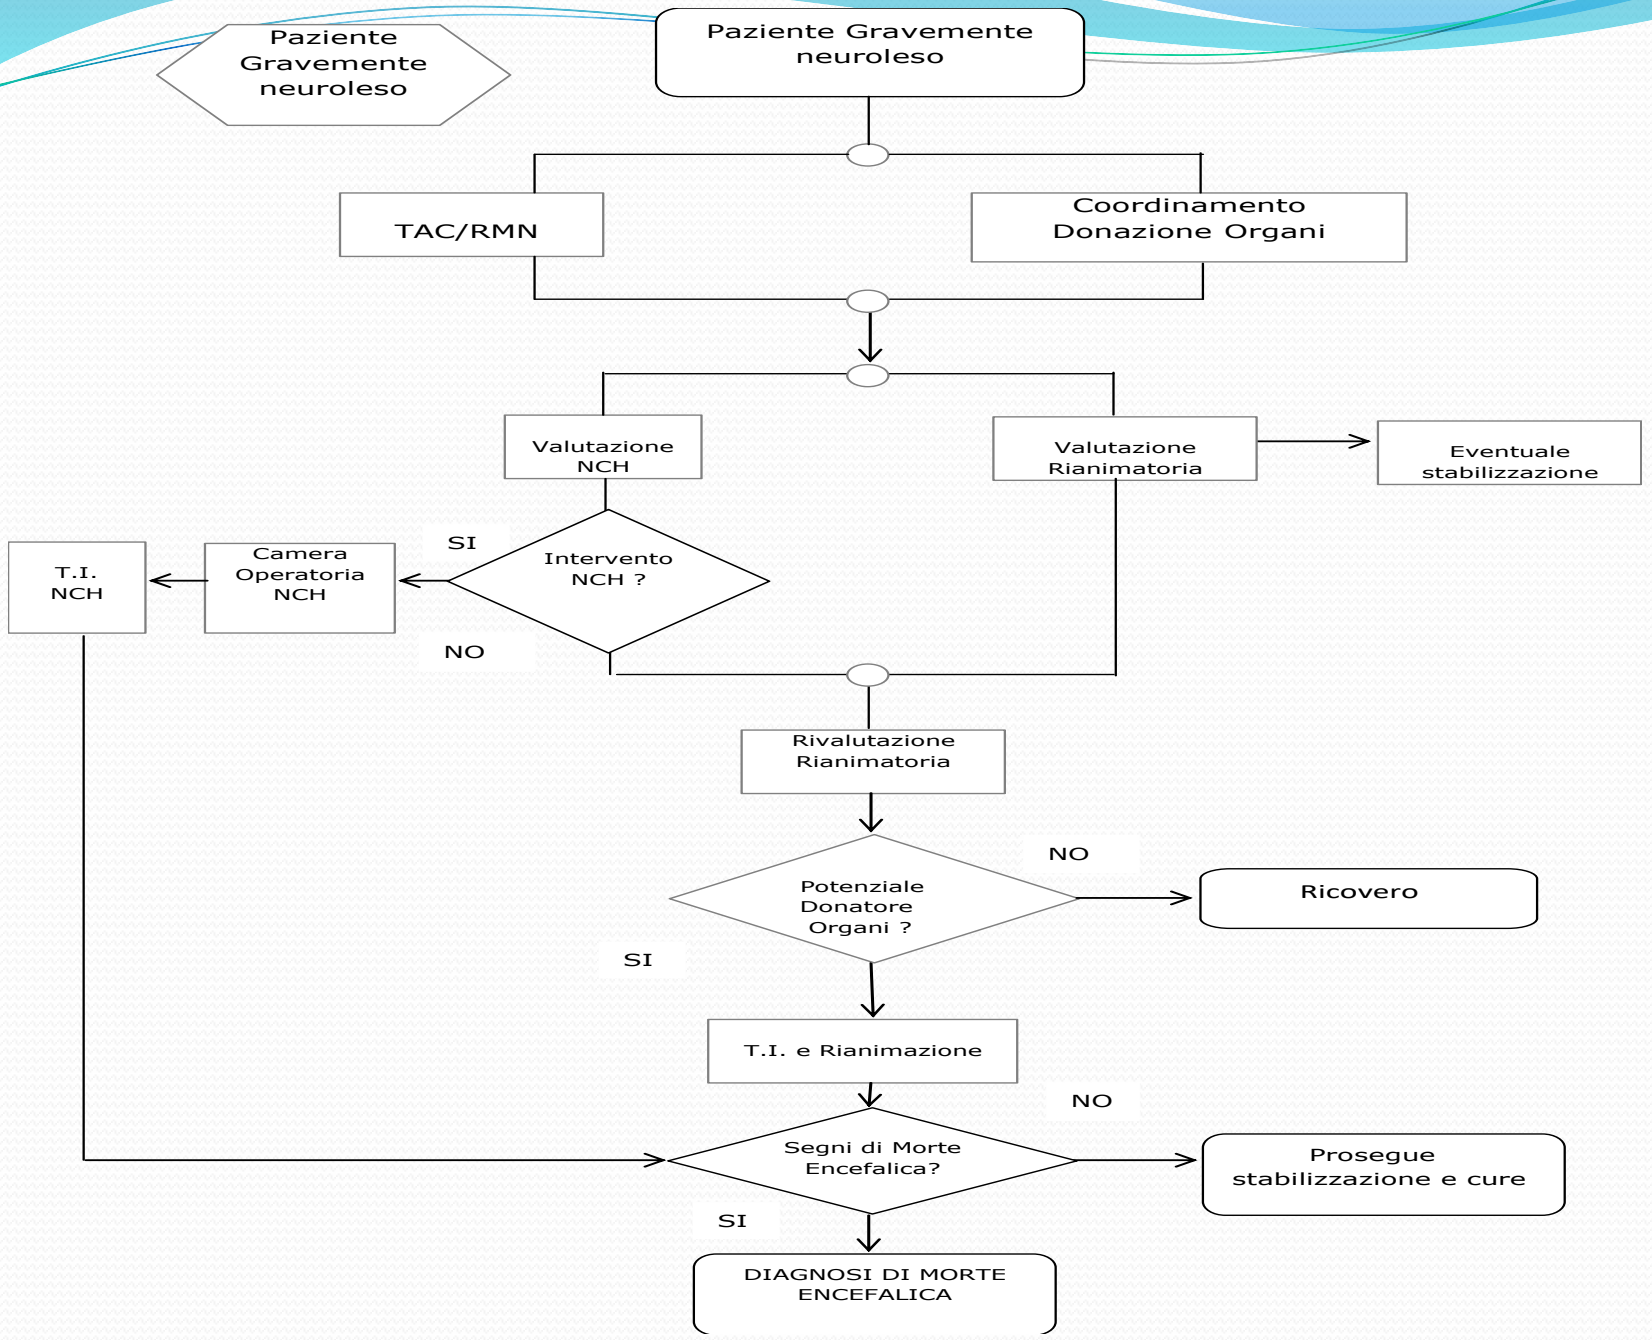 Paziente
Gravemente
neuroleso
Paziente Gravemente
neuroleso
TAC/RMN
Coordinamento
Donazione Organi
Valutazione
NCH
Valutazione
Rianimatoria
Eventuale
stabilizzazione
SI
Intervento
NCH ?
Camera
Operatoria
NCH
T.I.
NCH
NO
Rivalutazione
Rianimatoria
NO
Potenziale
Donatore
Organi ?
Ricovero
SI
T.I. e Rianimazione
NO
Segni di Morte
Encefalica?
Prosegue
stabilizzazione e cure
SI
DIAGNOSI DI MORTE
ENCEFALICA